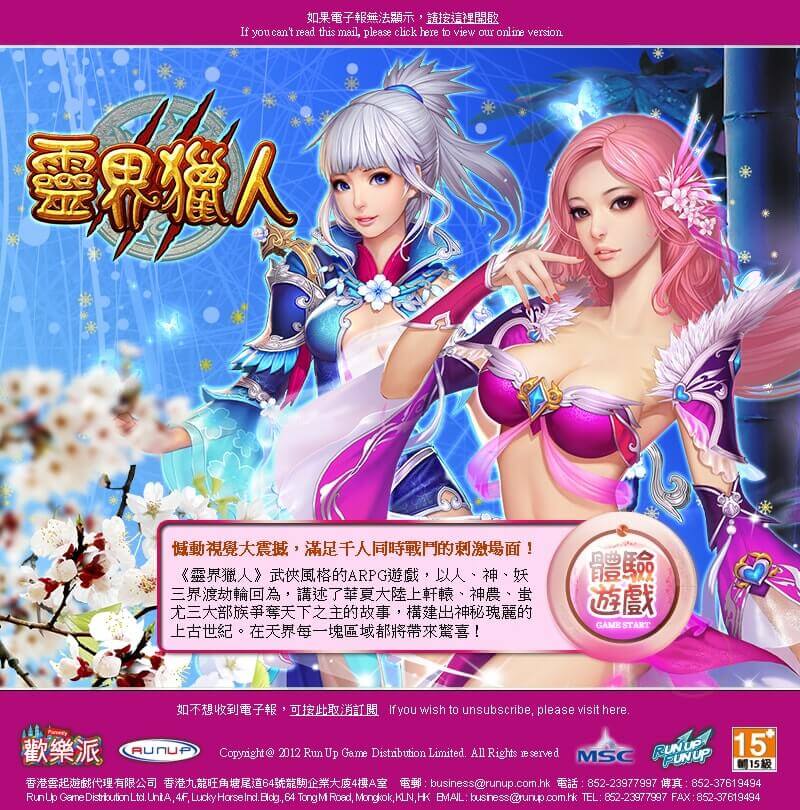 如果電子報無法顯示，請按這裡開啟
If you can't read this mail, please click here to view our online version.
靈界獵人
慽動視覺大震撼，滿足千人同時戰鬥的刺激場面！
《靈界獵人》武俠風格的ARPG遊戲，以人、神、妖
三界渡劫輪回為，講述了華夏大陸上軒轅、神農、蚩
尤三大部族爭奪天下之主的故事，構建出神秘瑰麗的
上古世紀。在天界每一塊區域都將帶來驚喜！
體驗
遊戲
GAME START
如不想收到電子報，可按此取消訂閱 If you wish to unsubscribe, please visit here.
歡樂派
RUNUP
Copyright@ 2012 Run Up Game Distribution Limited. All Rights reserved
MSC
RUN UP
FUN UP
15+
輔15級
香港雲起遊戲代理有限公司 香港九龍旺角塘尾道64號龍駒企業大廈4樓A室 電郵 : business@runup.com.hk 電話 : 852-23977997 傳真 : 852-37619494
Run Up Game Distribution Ltd. Unit A, 4/F, Lucky Horse Ind. Bldg., 64 Tong Mi Road, Mongkok, KLN, HK EMAIL : business@runup.com.hk TEL : 852-23977997 FAX : 852-37619494